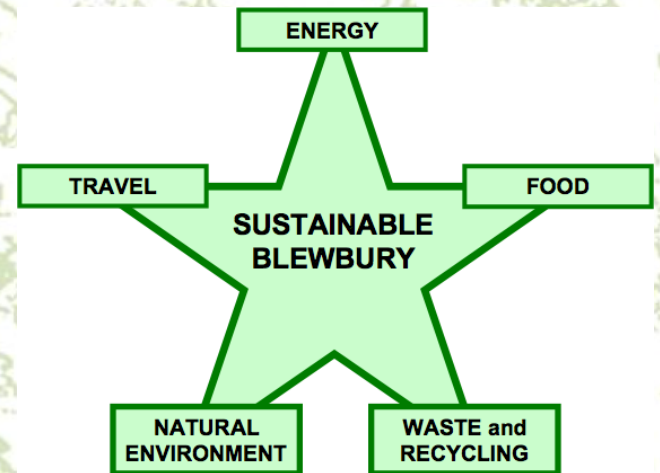 ENERGY
TRAVEL
FOOD
SUSTAINABLE
BLEWBURY
NATURAL
ENVIRONMENT
WASTE and
RECYCLING